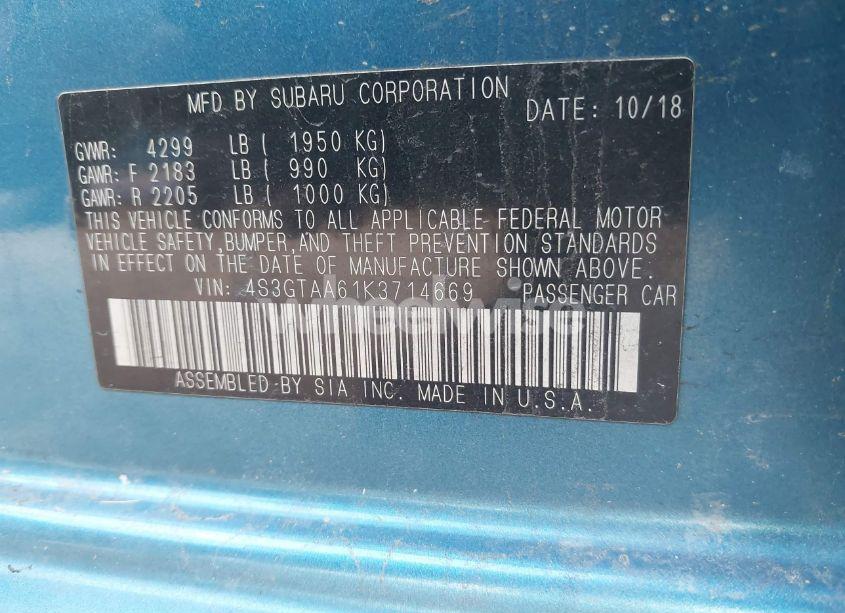 MFD BY SUBARU CORPORATION DATE: 10/18
GVWR: 4299 LB ( 1950 KG)
GAWR: F 2183 LB ( 990 KG)
GAWR: R 2205 LB ( 1000 KG)
THIS VEHICLE CONFORMS TO ALL APPLICABLE FEDERAL MOTOR
VEHICLE SAFETY, BUMPER, AND THEFT PREVENTION STANDARDS
IN EFFECT ON THE DATE OF MANUFACTURE SHOWN ABOVE.
VIN: 4S3GTAA61K3714669 PASSENGER CAR
wheelwise
ASSEMBLED BY SIA INC. MADE IN U.S.A.